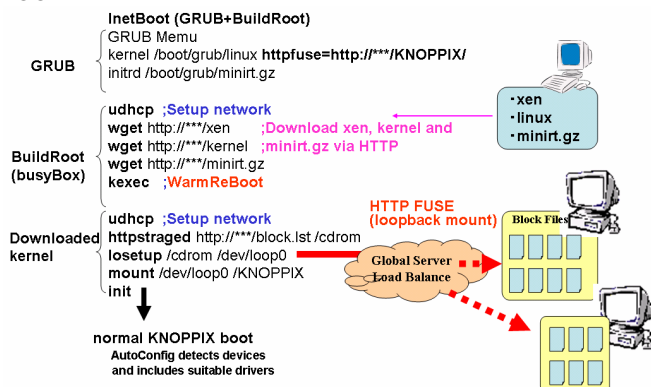 InetBoot (GRUB+BuildRoot)
GRUB Memu
kernel /boot/grub/linux httpfuse=http://***/KNOPPIX/
initrd /boot/grub/minirt.gz
GRUB
udhcp ;Setup network
wget http://***/xen ;Download xen, kernel and
wget http://***/kernel ;minirt.gz via HTTP
wget http://***/minirt.gz
kexec ;WarmReBoot
BuildRoot
(busyBox)
・xen
・linux
・minirt.gz
udhcp ;Setup network
httpstraged http://***/block.lst /cdrom
losetup /cdrom /dev/loop0
mount /dev/loop0 /KNOPPIX
init
Downloaded
kernel
HTTP FUSE
(loopback mount)
Global Server
Load Balance
Block Files
normal KNOPPIX boot
AutoConfig detects devices
and includes suitable drivers